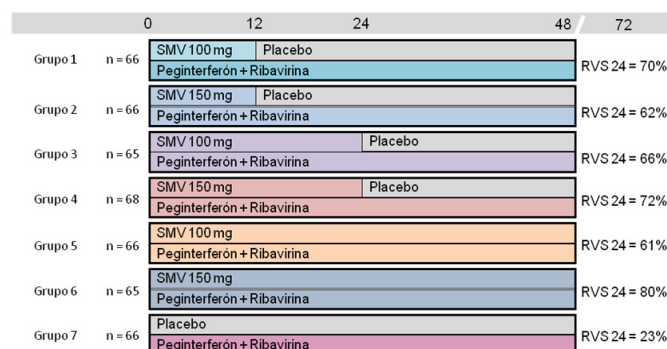 0 12 24 48 72
SMV 100 mg Placebo
Grupo 1 n = 66 RVS 24 = 70%
Peginterferón + Ribavirina
SMV 150 mg Placebo
Grupo 2 n = 66 RVS 24 = 62%
Peginterferón + Ribavirina
SMV 100 mg Placebo
Grupo 3 n = 65 RVS 24 = 66%
Peginterferón + Ribavirina
SMV 150 mg Placebo
Grupo 4 n = 68 RVS 24 = 72%
Peginterferón + Ribavirina
SMV 100 mg
Grupo 5 n = 66 RVS 24 = 61%
Peginterferón + Ribavirina
SMV 150 mg
Grupo 6 n = 65 RVS 24 = 80%
Peginterferón + Ribavirina
Placebo
Grupo 7 n = 66 RVS 24 = 23%
Peginterferón + Ribavirina